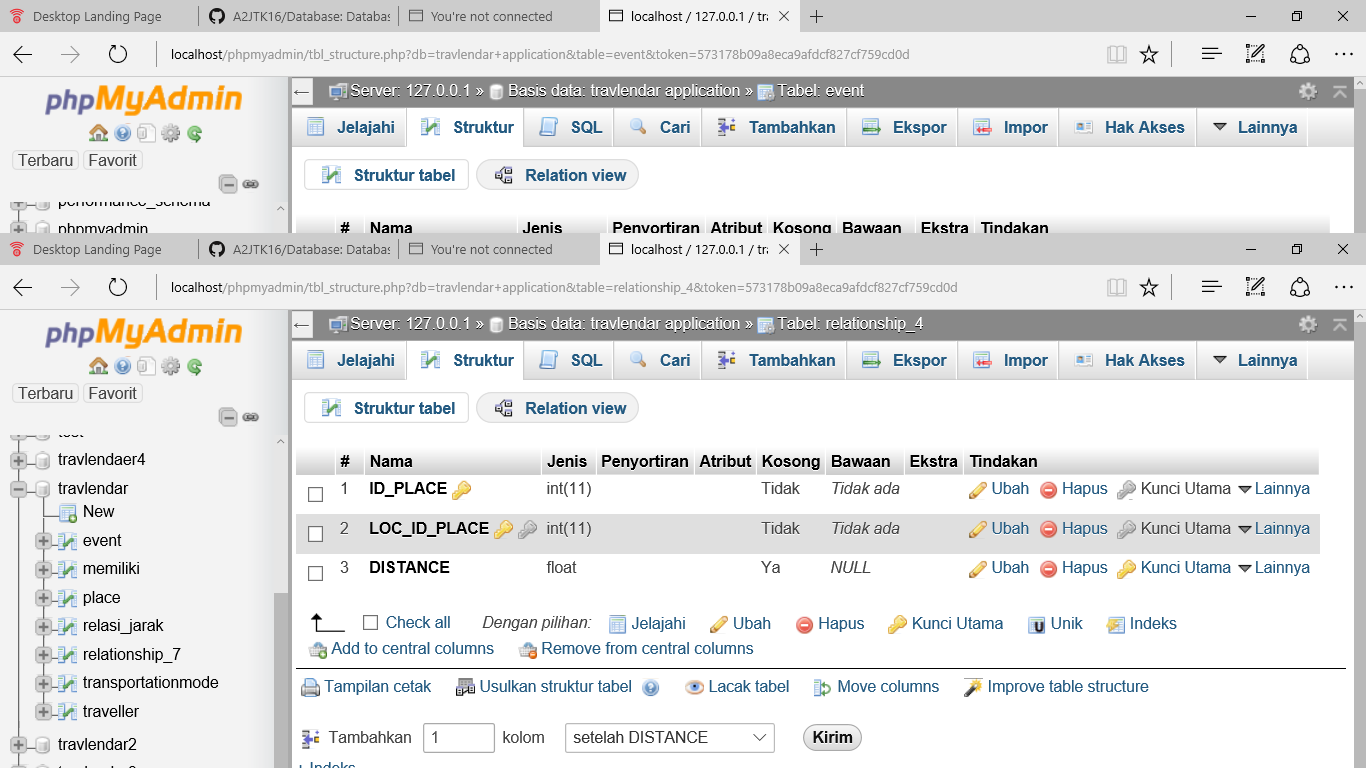 Desktop Landing Page A2JTK16/Database: Databas You're not connected localhost / 127.0.0.1 / tra
localhost/phpmyadmin/tbl_structure.php?db=travlendar+application&table=event&token=573178b09a8eca9afdcf827cf759cd0d
phpMyAdmin
Terbaru Favorit
performance_schema
phpmyadmin
Server: 127.0.0.1 » Basis data: travlendar application » Tabel: event
Jelajahi Struktur SQL Cari Tambahkan Ekspor Impor Hak Akses Lainnya
Struktur tabel Relation view
# Nama Jenis Penyortiran Atribut Kosong Bawaan Ekstra Tindakan
Desktop Landing Page A2JTK16/Database: Databas You're not connected localhost / 127.0.0.1 / tra
localhost/phpmyadmin/tbl_structure.php?db=travlendar+application&table=relationship_4&token=573178b09a8eca9afdcf827cf759cd0d
phpMyAdmin
Terbaru Favorit
test
travlendaer4
travlendar
New
event
memiliki
place
relasi_jarak
relationship_7
transportationmode
traveller
travlendar2
Server: 127.0.0.1 » Basis data: travlendar application » Tabel: relationship_4
Jelajahi Struktur SQL Cari Tambahkan Ekspor Impor Hak Akses Lainnya
Struktur tabel Relation view
# Nama Jenis Penyortiran Atribut Kosong Bawaan Ekstra Tindakan
1 ID_PLACE int(11) Tidak Tidak ada Ubah Hapus Kunci Utama Lainnya
2 LOC_ID_PLACE int(11) Tidak Tidak ada Ubah Hapus Kunci Utama Lainnya
3 DISTANCE float Ya NULL Ubah Hapus Kunci Utama Lainnya
Check all Dengan pilihan: Jelajahi Ubah Hapus Kunci Utama Unik Indeks
Add to central columns Remove from central columns
Tampilan cetak Usulkan struktur tabel Lacak tabel Move columns Improve table structure
Tambahkan 1 kolom setelah DISTANCE Kirim
+ Indeks